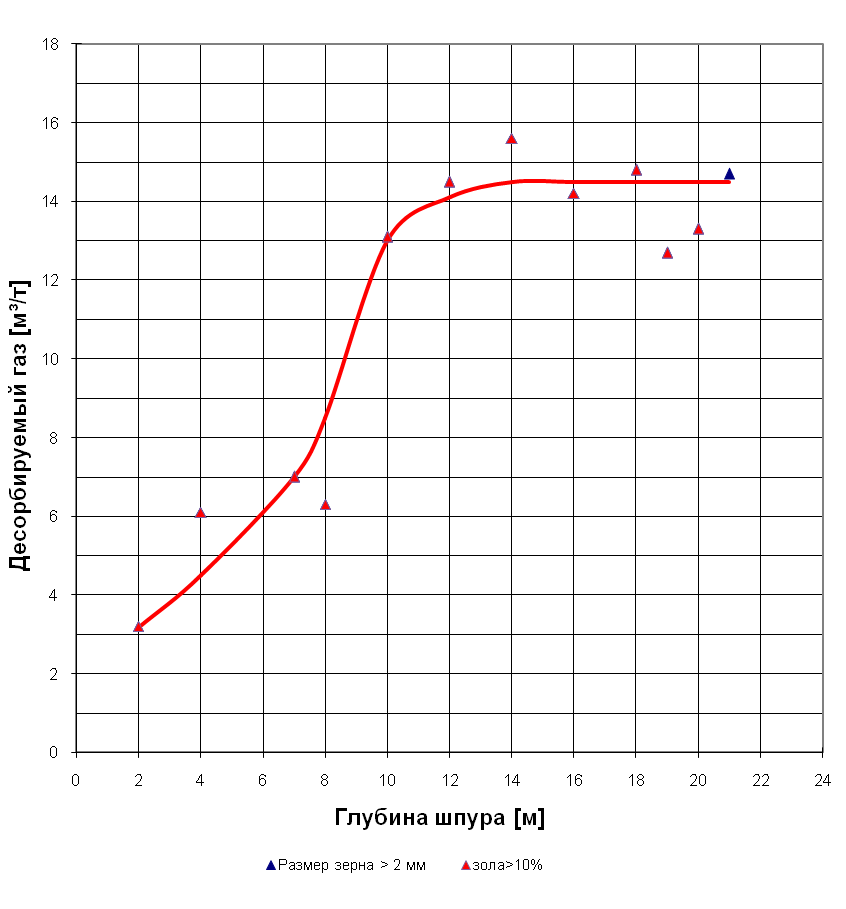 18
16
14
12
10
8
6
4
2
0
Десорбируемый газ [м³/т]
0 2 4 6 8 10 12 14 16 18 20 22 24
Глубина шпура [м]
Размер зерна > 2 мм зола>10%